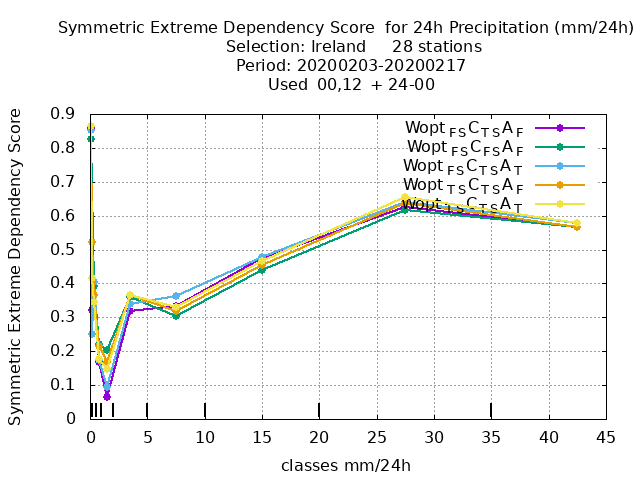 Symmetric Extreme Dependency Score  for 24h Precipitation (mm/24h)
Selection: Ireland     28 stations
Period: 20200203-20200217
Used  00,12  + 24-00
Symmetric Extreme Dependency Score
0.9
0.8
0.7
0.6
0.5
0.4
0.3
0.2
0.1
0
Wopt FS C TS A F
Wopt FS C FS A F
Wopt FS C TS A T
Wopt TS C TS A F
Wopt TS C TS A T
0 5 10 15 20 25 30 35 40 45
classes mm/24h